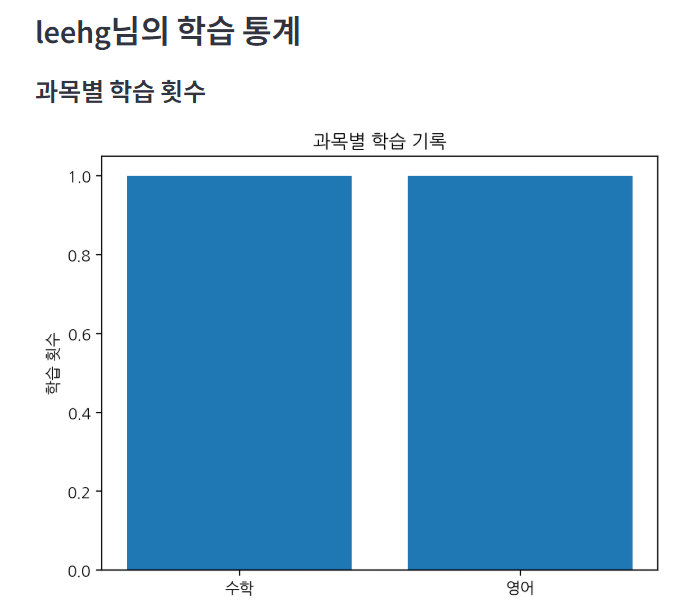 leehg님의 학습 통계
과목별 학습 횟수
과목별 학습 기록
1.0
0.8
0.6
0.4
0.2
0.0
학습 횟수
수학
영어